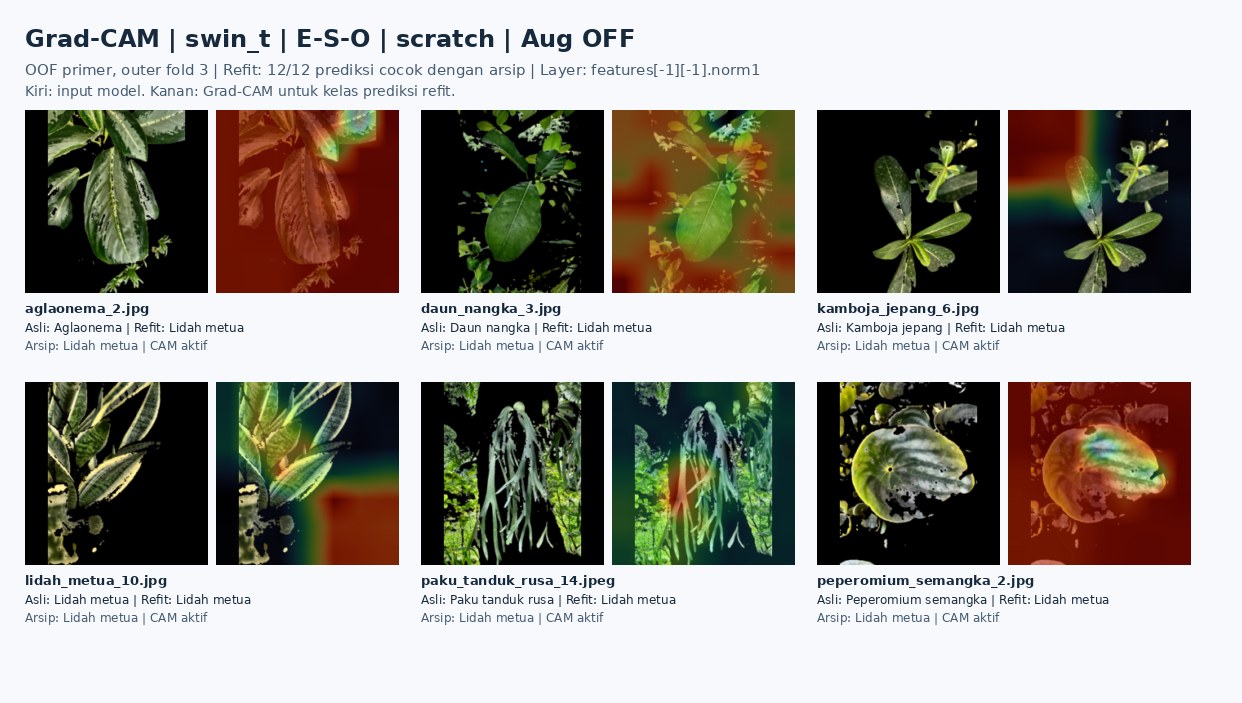 Grad-CAM | swin_t | E-S-O | scratch | Aug OFF
OOF primer, outer fold 3 | Refit: 12/12 prediksi cocok dengan arsip | Layer: features[-1][-1].norm1
Kiri: input model. Kanan: Grad-CAM untuk kelas prediksi refit.
aglaonema_2.jpg
Asli: Aglaonema | Refit: Lidah metua
Arsip: Lidah metua | CAM aktif
daun_nangka_3.jpg
Asli: Daun nangka | Refit: Lidah metua
Arsip: Lidah metua | CAM aktif
kamboja_jepang_6.jpg
Asli: Kamboja jepang | Refit: Lidah metua
Arsip: Lidah metua | CAM aktif
lidah_metua_10.jpg
Asli: Lidah metua | Refit: Lidah metua
Arsip: Lidah metua | CAM aktif
paku_tanduk_rusa_14.jpeg
Asli: Paku tanduk rusa | Refit: Lidah metua
Arsip: Lidah metua | CAM aktif
peperomium_semangka_2.jpg
Asli: Peperomium semangka | Refit: Lidah metua
Arsip: Lidah metua | CAM aktif